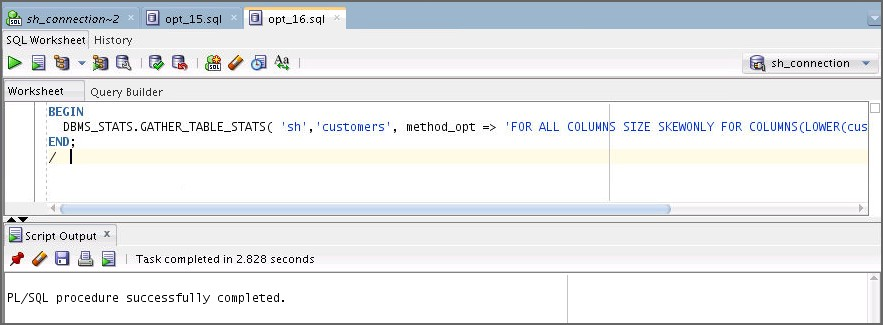 sh_connection~2 opt_15.sql opt_16.sql
SQL Worksheet History
Aa
sh_connection
Worksheet Query Builder
BEGIN
DBMS_STATS.GATHER_TABLE_STATS( 'sh','customers', method_opt => 'FOR ALL COLUMNS SIZE SKEWONLY FOR COLUMNS(LOWER(cus
END;
/
Script Output x
Task completed in 2.828 seconds
PL/SQL procedure successfully completed.